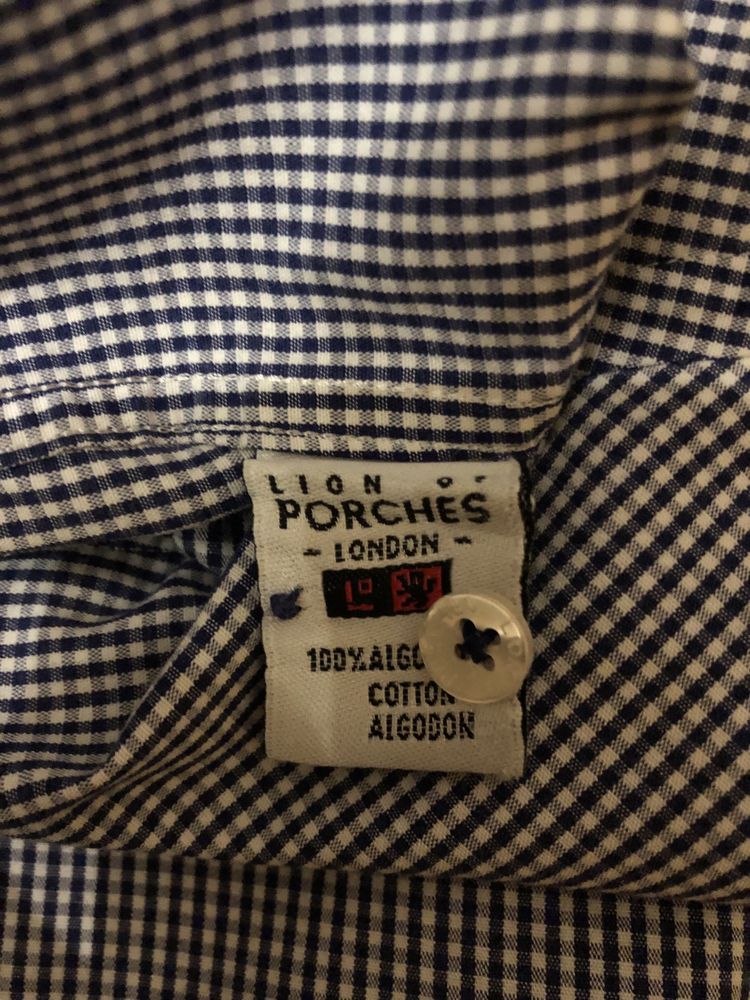 LION OF
PORCHES
- LONDON -
100% ALGO
COTTON
ALGODON